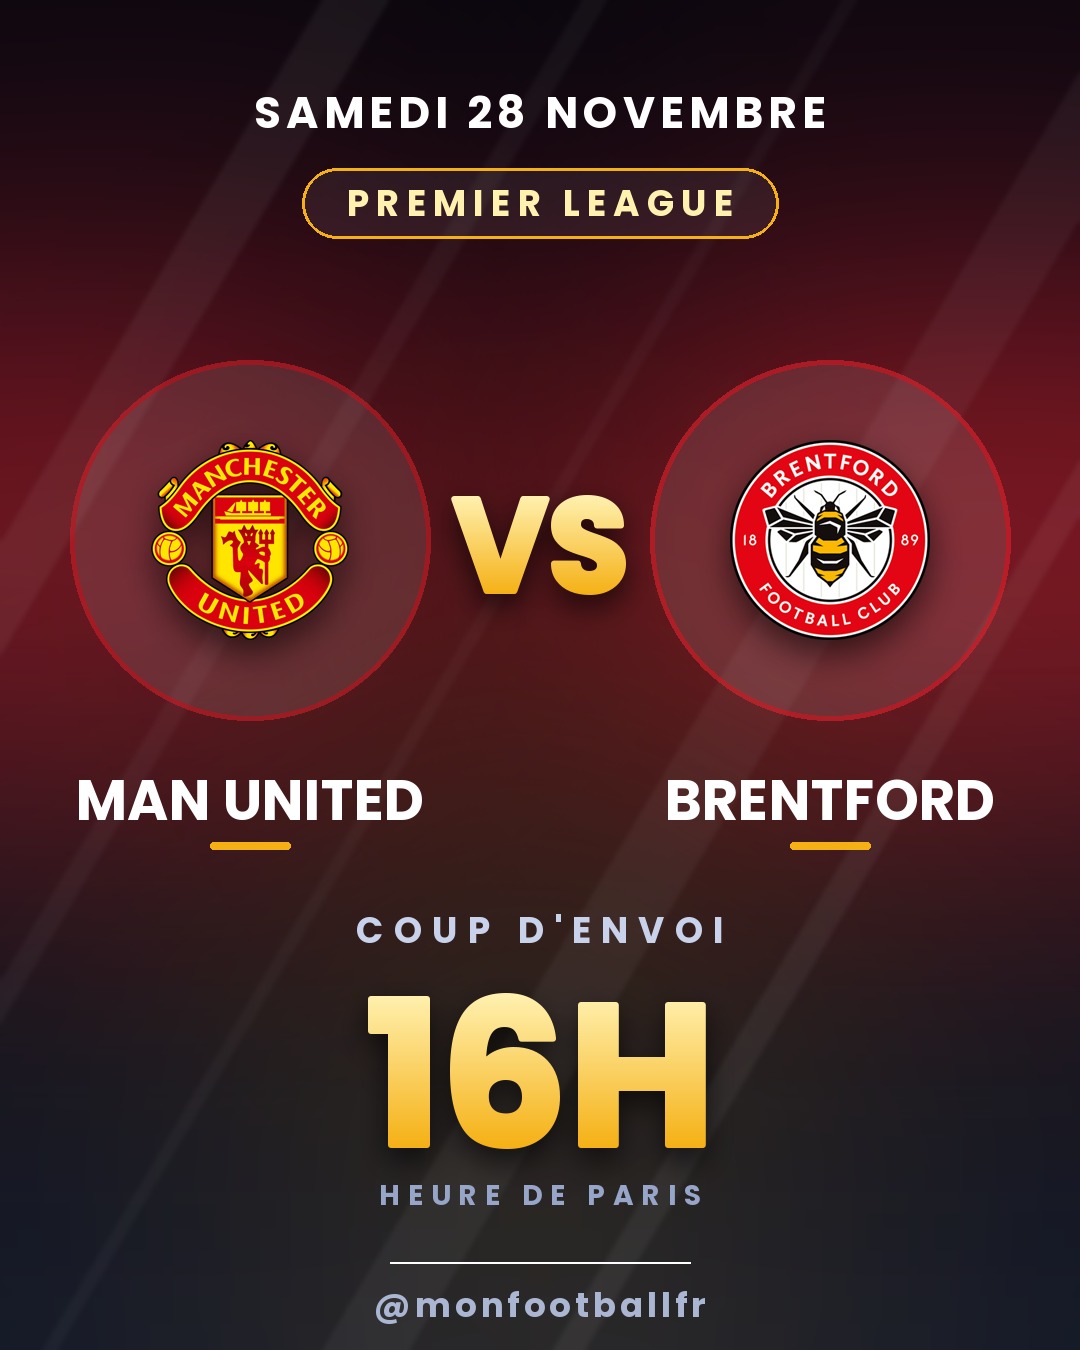 SAMEDI 28 NOVEMBRE
PREMIER LEAGUE
MANCHESTER
UNITED
VS
BRENTFORD
18 89
FOOTBALL CLUB
MAN UNITED
BRENTFORD
COUP D'ENVOI
16H
HEURE DE PARIS
@monfootballfr